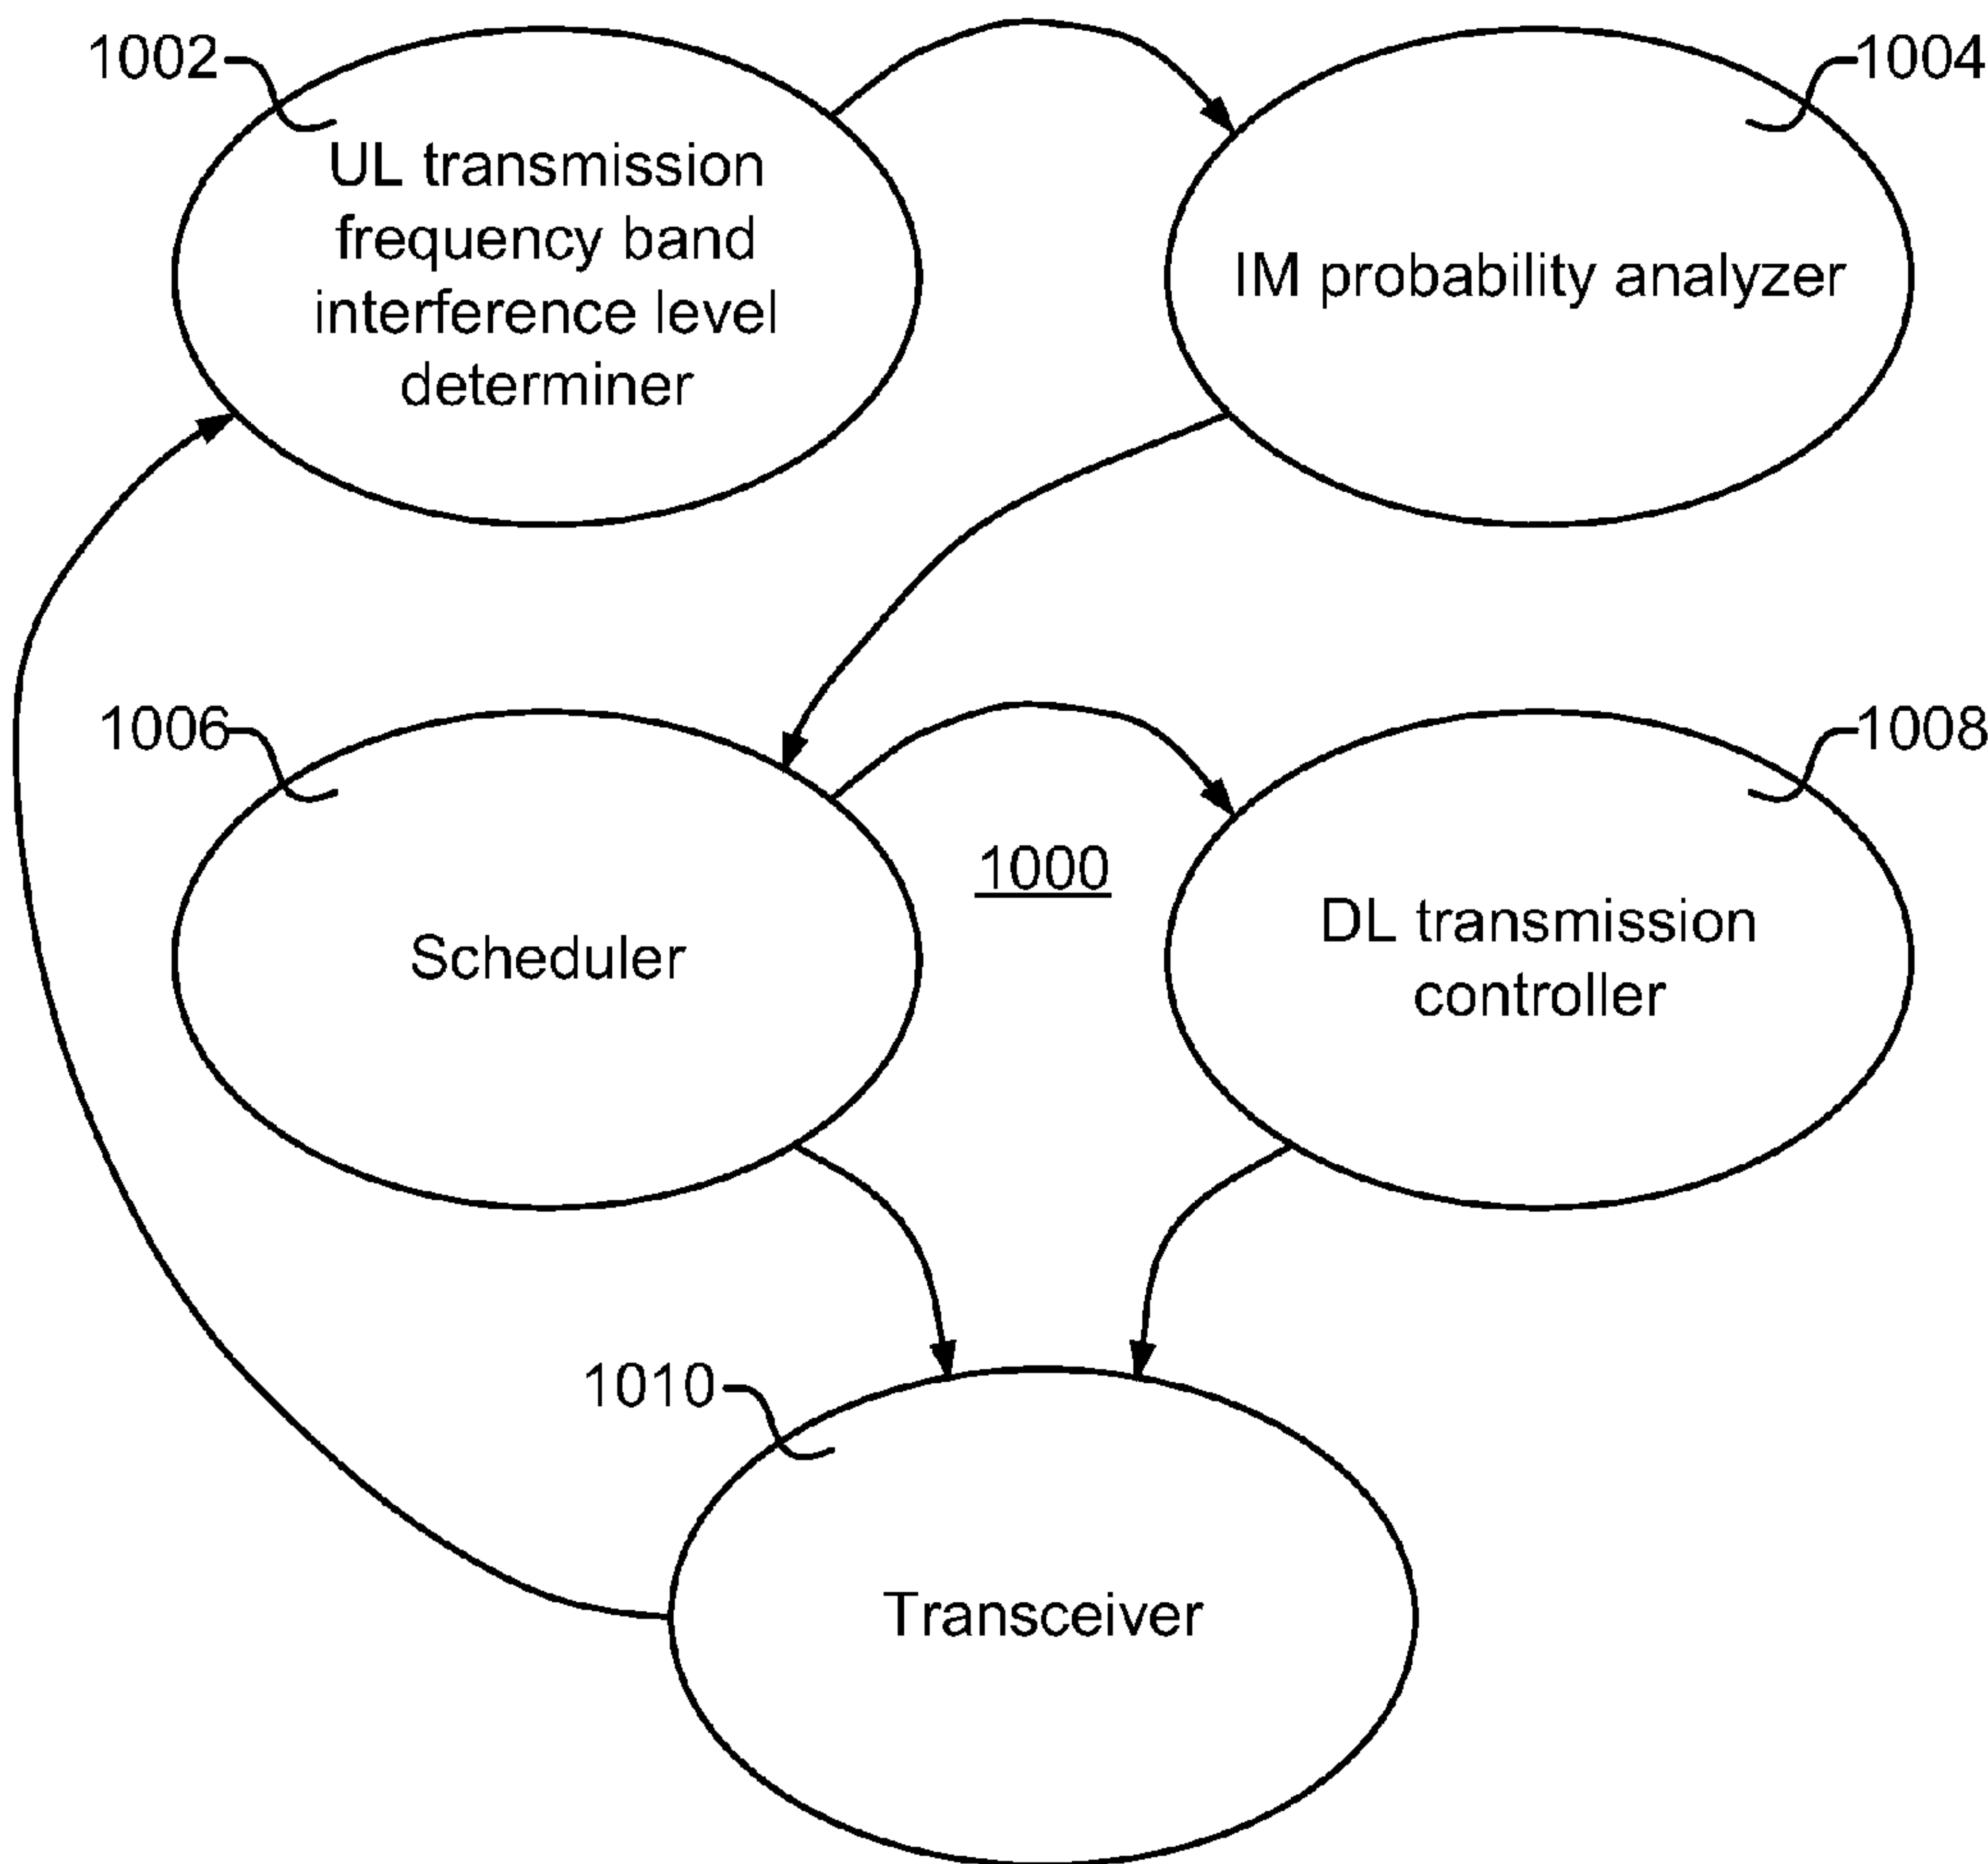 1002
UL transmission
frequency band
interference level
determiner
1004
IM probability analyzer
1006
Scheduler
1000
1008
DL transmission
controller
1010
Transceiver